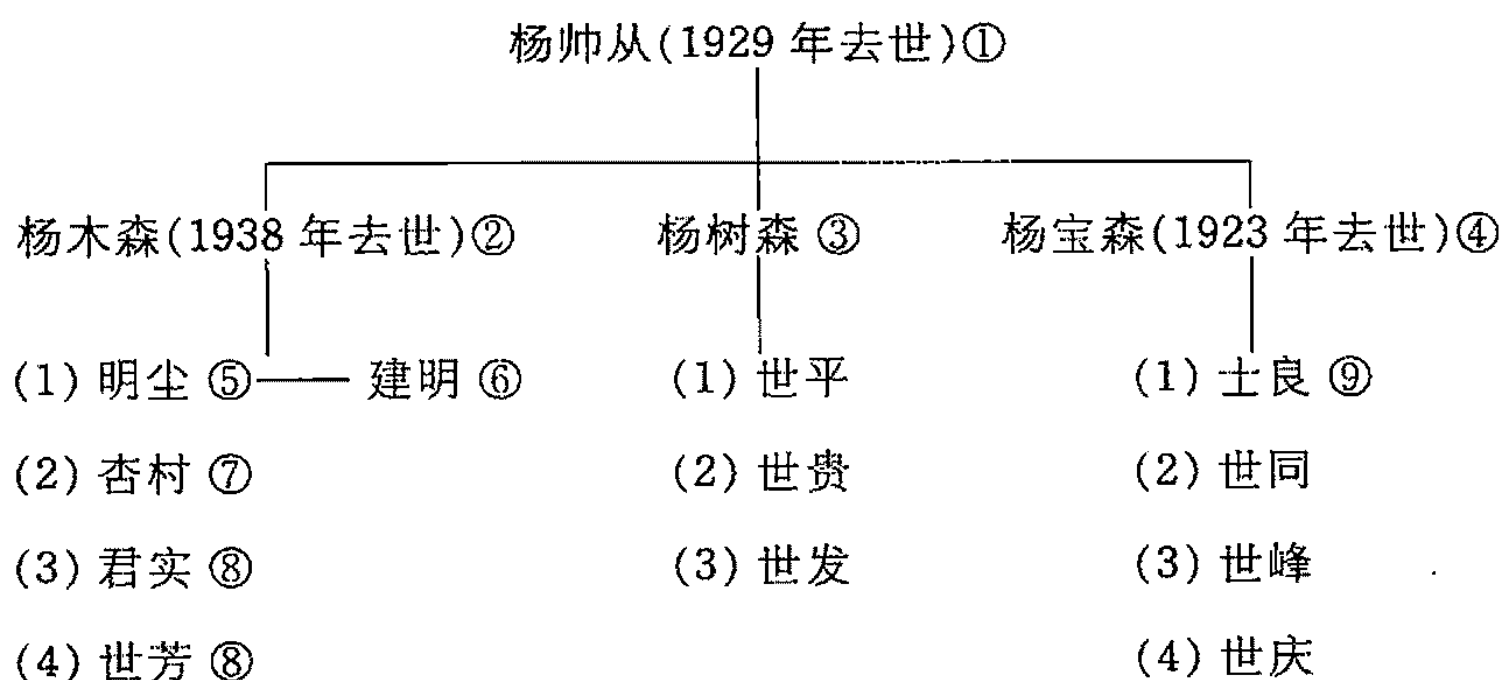 杨帅从(1929 年去世)①
杨木森(1938 年去世)② 杨树森 ③ 杨宝森(1923 年去世)④
(1) 明尘 ⑤ 建明 ⑥ (1) 世平 (1) 士良 ⑨
(2) 杏村 ⑦ (2) 世贵 (2) 世同
(3) 君实 ⑧ (3) 世发 (3) 世峰
(4) 世芳 ⑧ (4) 世庆